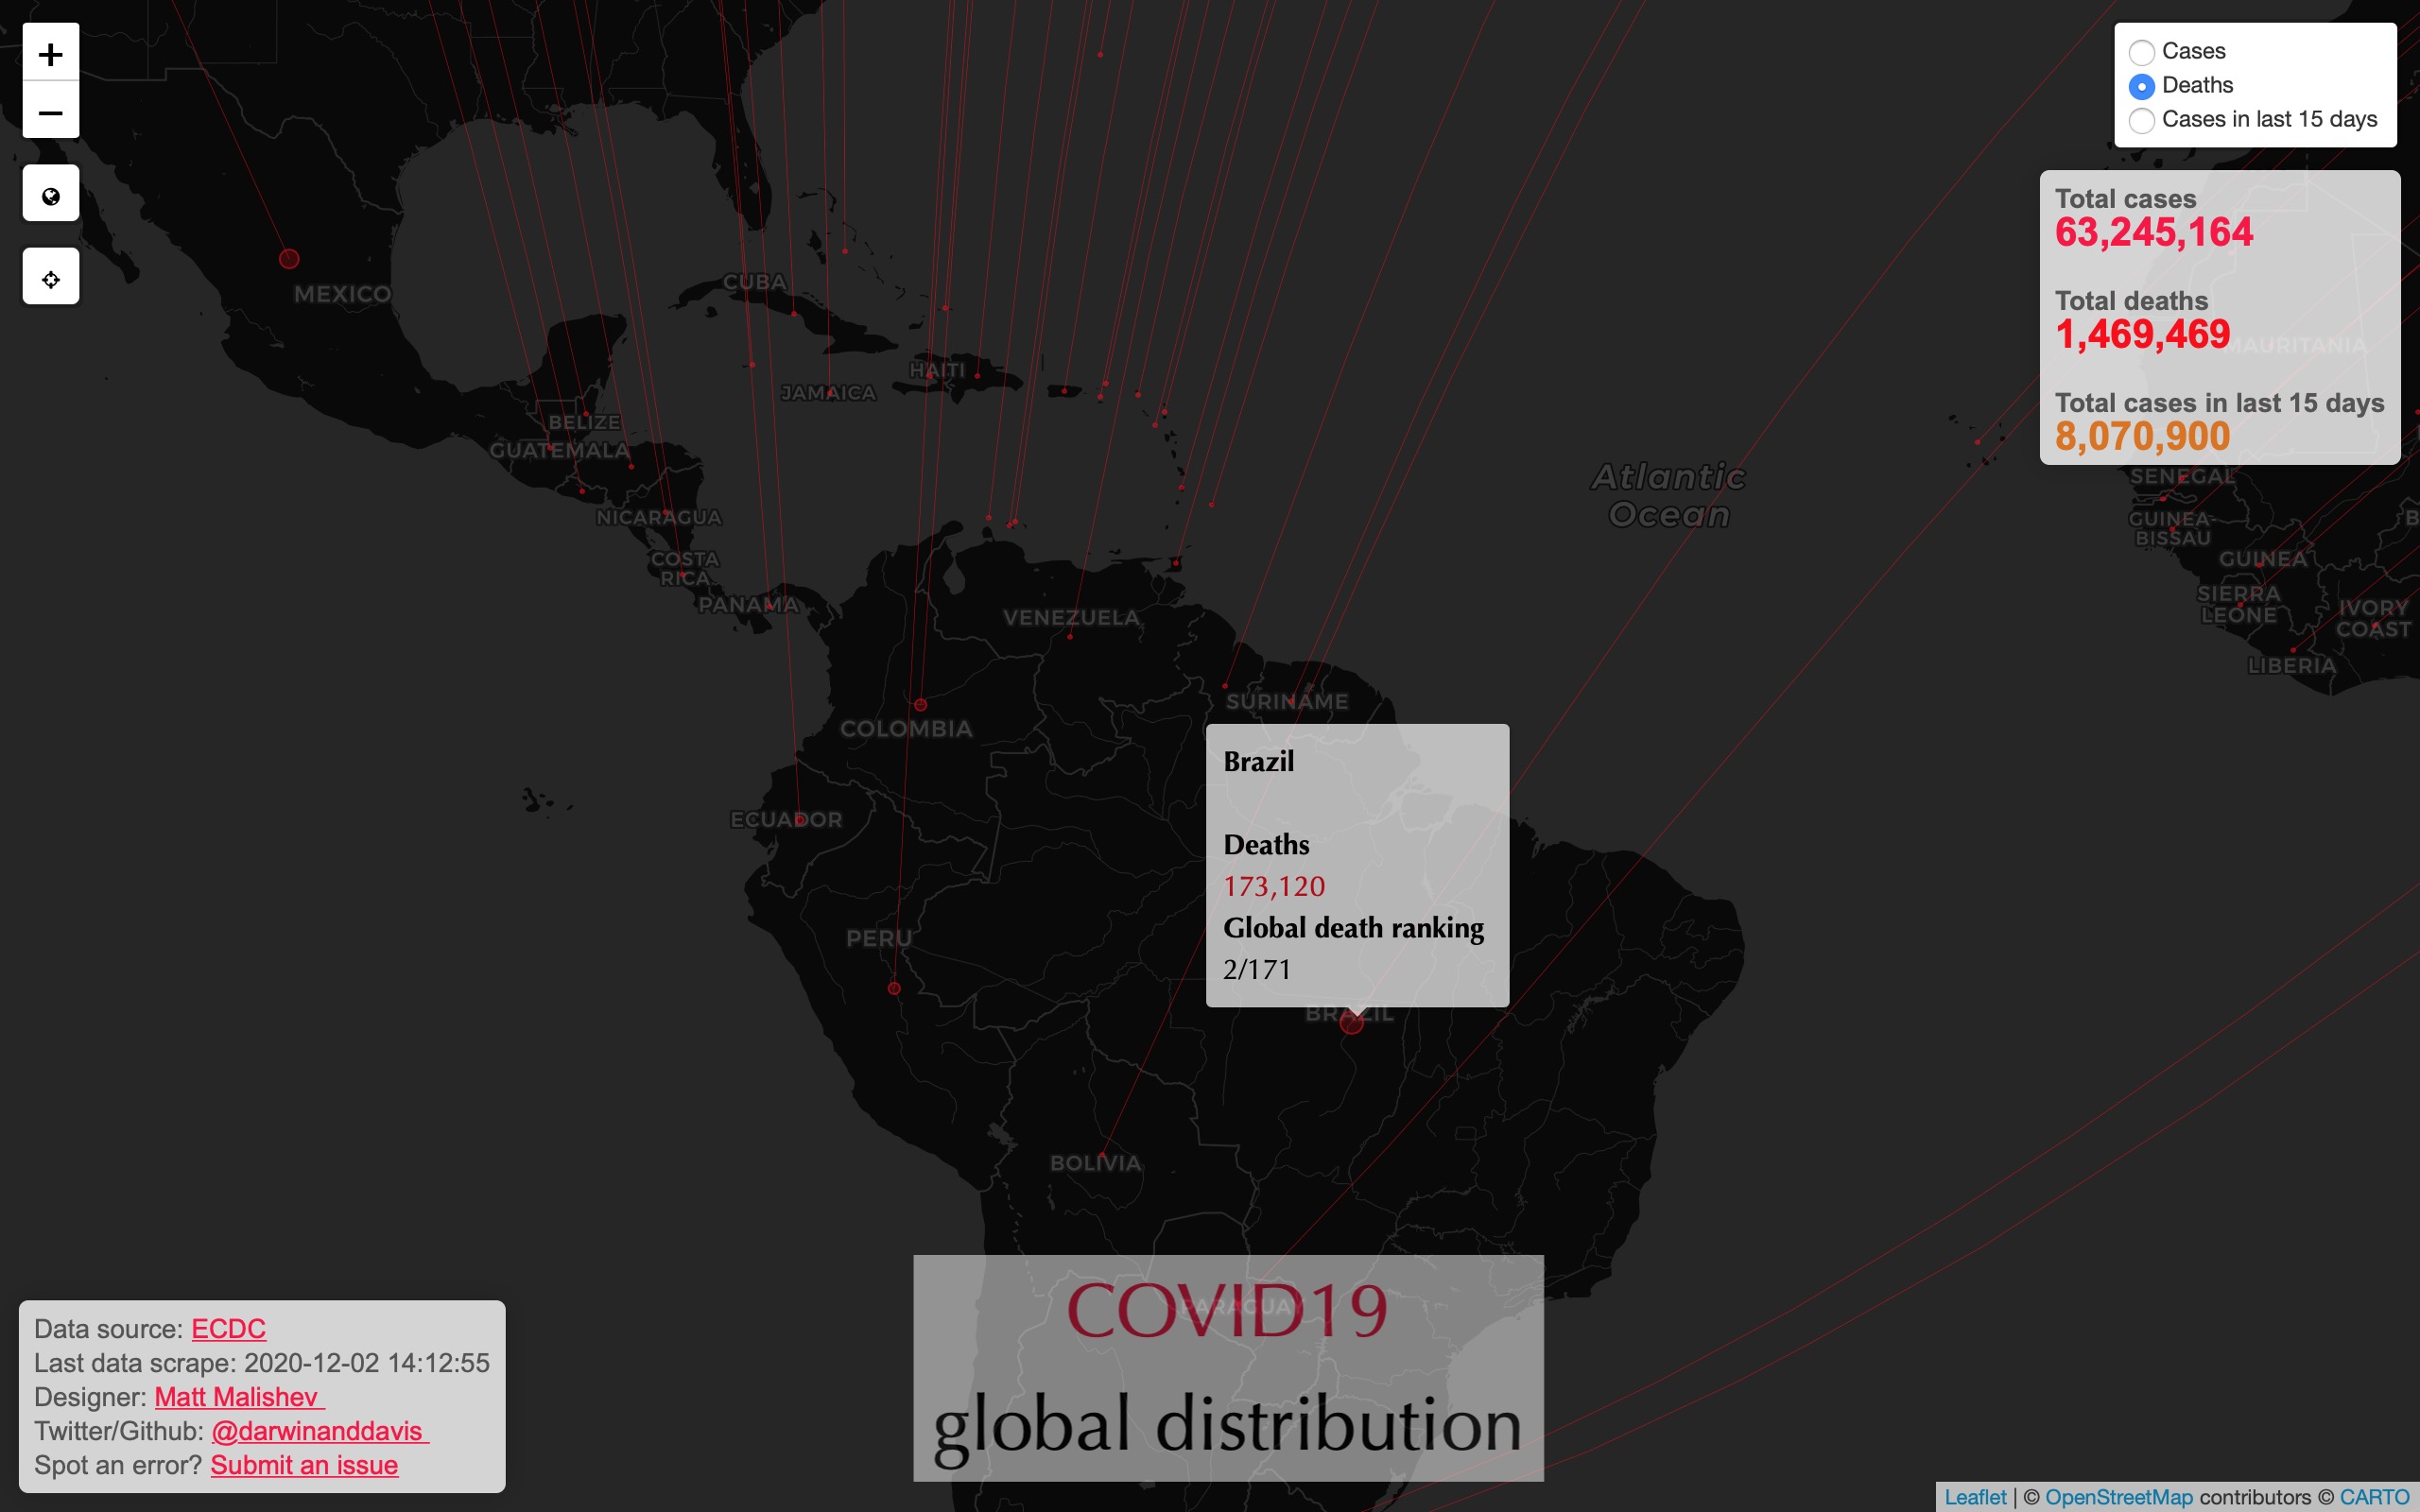 +
−
Cases
Deaths
Cases in last 15 days
Total cases
63,245,164
Total deaths
1,469,469
Total cases in last 15 days
8,070,900
MEXICO
CUBA
HAITI
JAMAICA
BELIZE
GUATEMALA
NICARAGUA
COSTA
RICA
PANAMA
VENEZUELA
COLOMBIA
SURINAME
ECUADOR
PERU
BRAZIL
BOLIVIA
PARAGUAY
Atlantic
Ocean
MAURITANIA
SENEGAL
GUINEA-
BISSAU
GUINEA
SIERRA
LEONE
IVORY
COAST
LIBERIA
B
Brazil
Deaths
173,120
Global death ranking
2/171
COVID19
global distribution
Data source: ECDC
Last data scrape: 2020-12-02 14:12:55
Designer: Matt Malishev
Twitter/Github: @darwinanddavis
Spot an error? Submit an issue
Leaflet | © OpenStreetMap contributors © CARTO